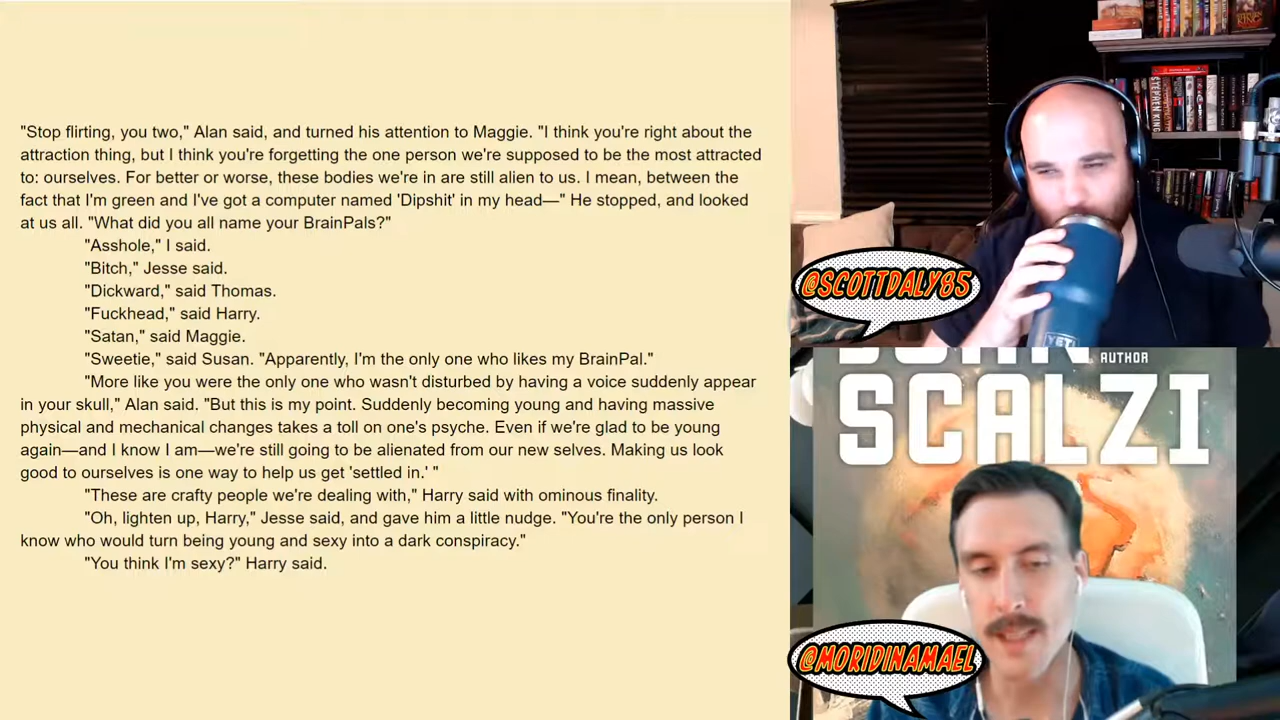 "Stop flirting, you two," Alan said, and turned his attention to Maggie. "I think you're right about the
attraction thing, but I think you're forgetting the one person we're supposed to be the most attracted
to: ourselves. For better or worse, these bodies we're in are still alien to us. I mean, between the
fact that I'm green and I've got a computer named 'Dipshit' in my head—" He stopped, and looked
at us all. "What did you all name your BrainPals?"
"Asshole," I said.
"Bitch," Jesse said.
"Dickward," said Thomas.
"Fuckhead," said Harry.
"Satan," said Maggie.
"Sweetie," said Susan. "Apparently, I'm the only one who likes my BrainPal."
"More like you were the only one who wasn't disturbed by having a voice suddenly appear
in your skull," Alan said. "But this is my point. Suddenly becoming young and having massive
physical and mechanical changes takes a toll on one's psyche. Even if we're glad to be young
again—and I know I am—we're still going to be alienated from our new selves. Making us look
good to ourselves is one way to help us get 'settled in.' "
"These are crafty people we're dealing with," Harry said with ominous finality.
"Oh, lighten up, Harry," Jesse said, and gave him a little nudge. "You're the only person I
know who would turn being young and sexy into a dark conspiracy."
"You think I'm sexy?" Harry said.
STEPHEN KING
KING
@SCOTTDALY85
YETI
AUTHOR
SCALZI
@MORIDINAMAEL